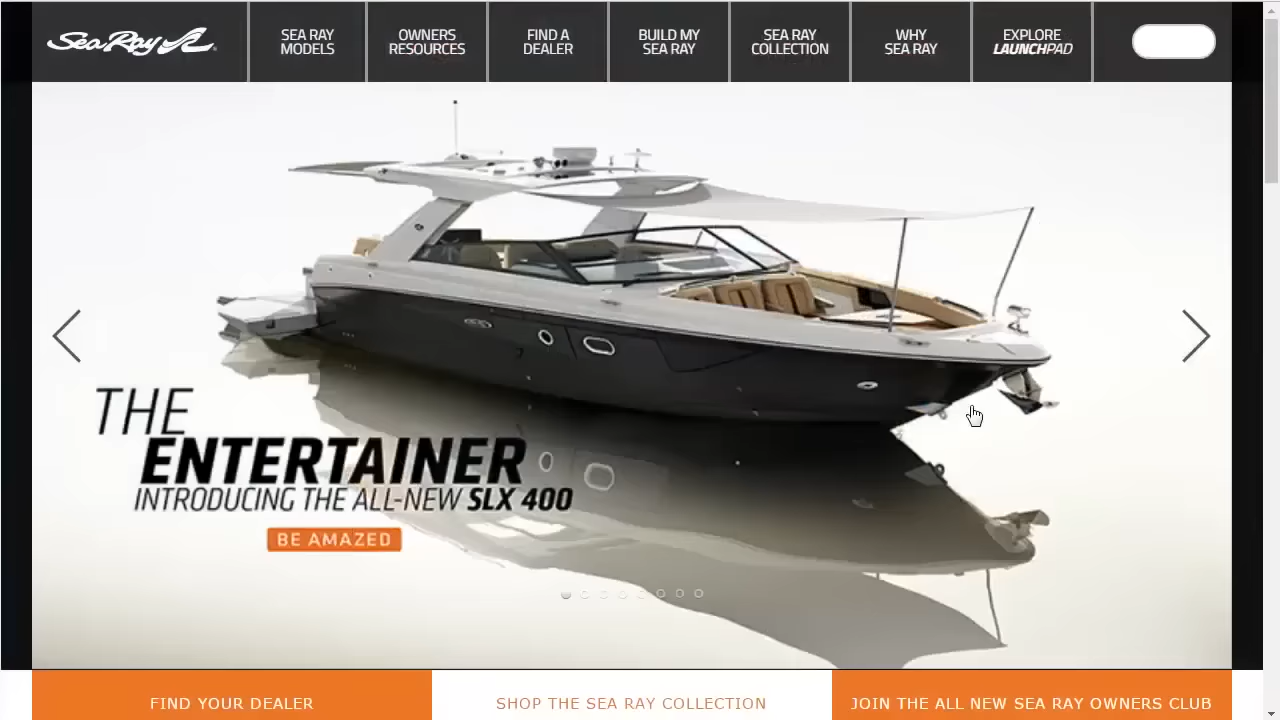 Sea Ray
SEA RAY
MODELS
OWNERS
RESOURCES
FIND A
DEALER
BUILD MY
SEA RAY
SEA RAY
COLLECTION
WHY
SEA RAY
EXPLORE
LAUNCHPAD
THE
ENTERTAINER
INTRODUCING THE ALL-NEW SLX 400
BE AMAZED
FIND YOUR DEALER
SHOP THE SEA RAY COLLECTION
JOIN THE ALL NEW SEA RAY OWNERS CLUB